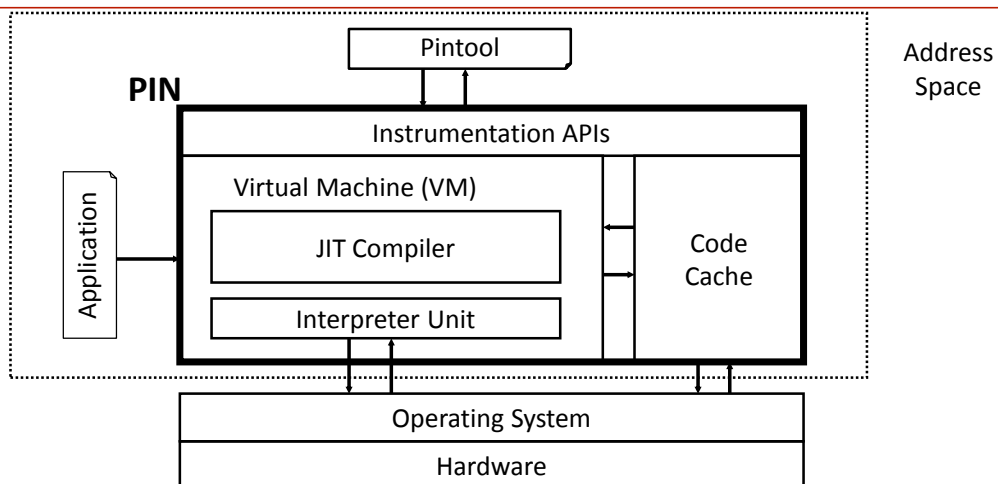 Pintool
Address
Space
PIN
Instrumentation APIs
Virtual Machine (VM)
JIT Compiler
Code
Cache
Application
Interpreter Unit
Operating System
Hardware